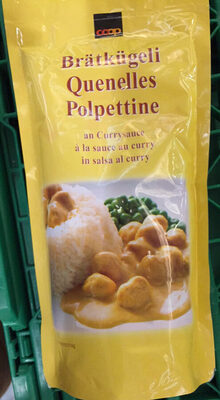 coop
Brätkügeli
Quenelles
Polpettine
an Currysauce
à la sauce au curry
in salsa al curry